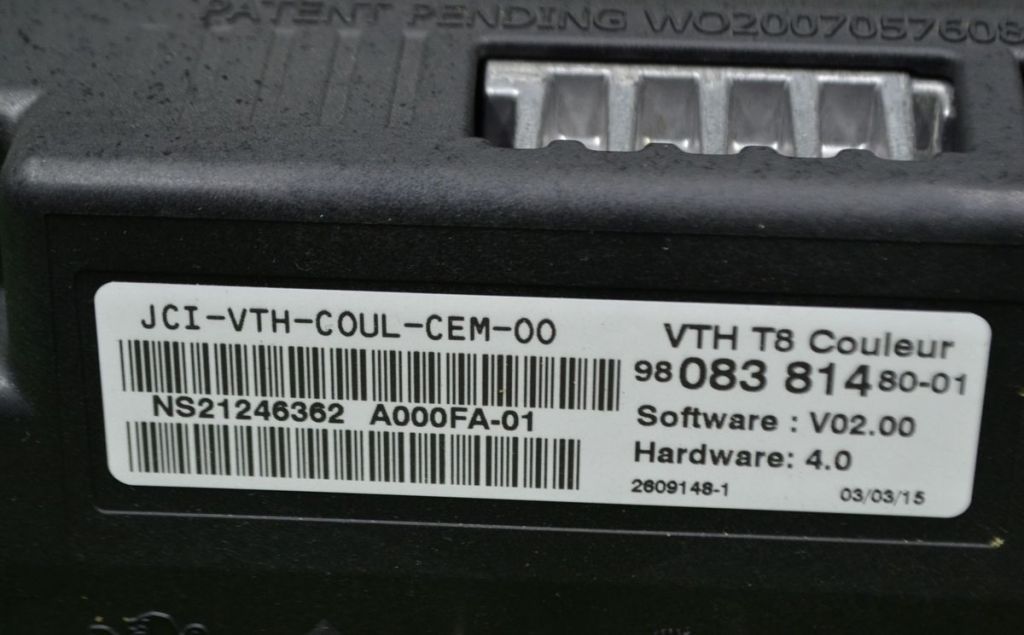 PATENT PENDING WO2007057608
JCI-VTH-COUL-CEM-00
NS21246362 A000FA-01
VTH T8 Couleur
98 083 814 80-01
Software : V02.00
Hardware: 4.0
2609148-1 03/03/15